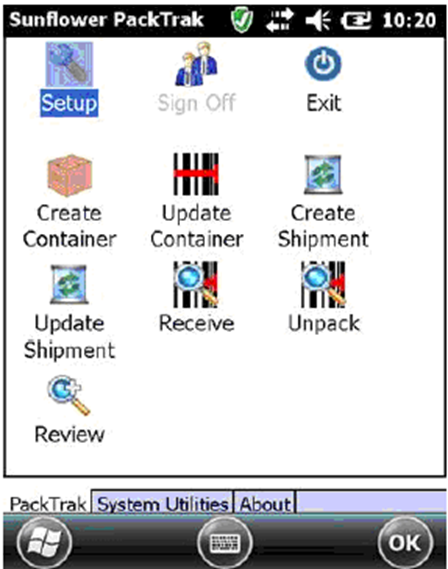 Sunflower PackTrak 10:20
Setup Sign Off Exit
Create Update Create
Container Container Shipment
Update Receive Unpack
Shipment
Review
PackTrak System Utilities About
OK